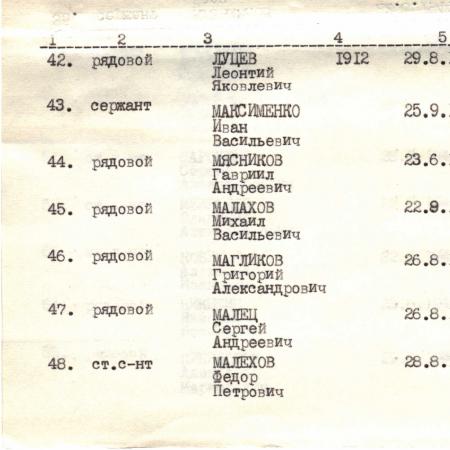 1 2 3 4 5
42. рядовой ЛУЦЕВ 1912 29.8.
Леонтий
Яковлевич
43. сержант МАКСИМЕНКО 25.9.
Иван
Васильевич
44. рядовой МЯСНИКОВ 23.6.
Гавриил
Андреевич
45. рядовой МАЛАХОВ 22.9.
Михаил
Васильевич
46. рядовой МАГЛИКОВ 26.8.
Григорий
Александрович
47. рядовой МАЛЕЦ 26.8.
Сергей
Андреевич
48. ст.с-нт МАЛЕХОВ 28.8.
Федор
Петрович